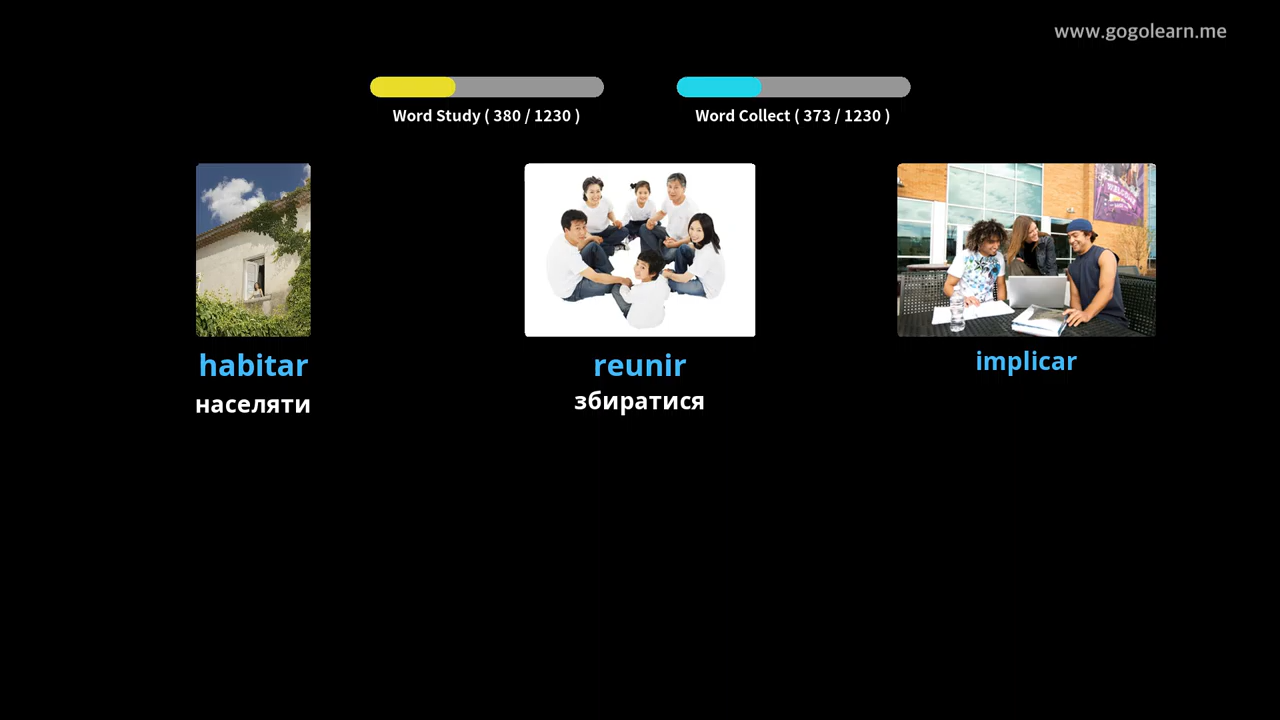 www.gogolearn.me
Word Study ( 380 / 1230 )
Word Collect ( 373 / 1230 )
habitar
reunir
implicar
населяти
збиратися